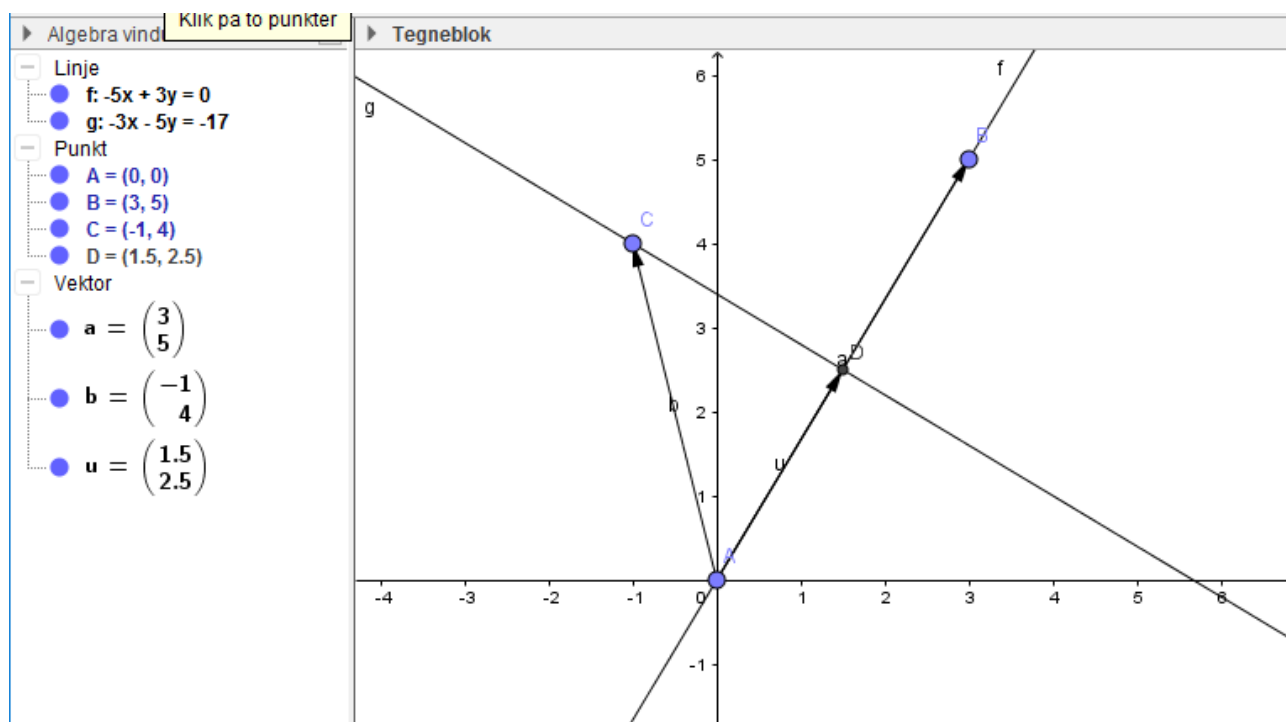 Klik på to punkter
Algebra vindu
Tegneblok
Linje
f: -5x + 3y = 0
g: -3x - 5y = -17
Punkt
A = (0, 0)
B = (3, 5)
C = (-1, 4)
D = (1.5, 2.5)
Vektor
a = (3
5)
b = (−1
4)
u = (1.5
2.5)
6
f
g
B
5
C
4
3
a D
b
2
u
1
A
-4 -3 -2 -1 0 1 2 3 4 5 6
-1